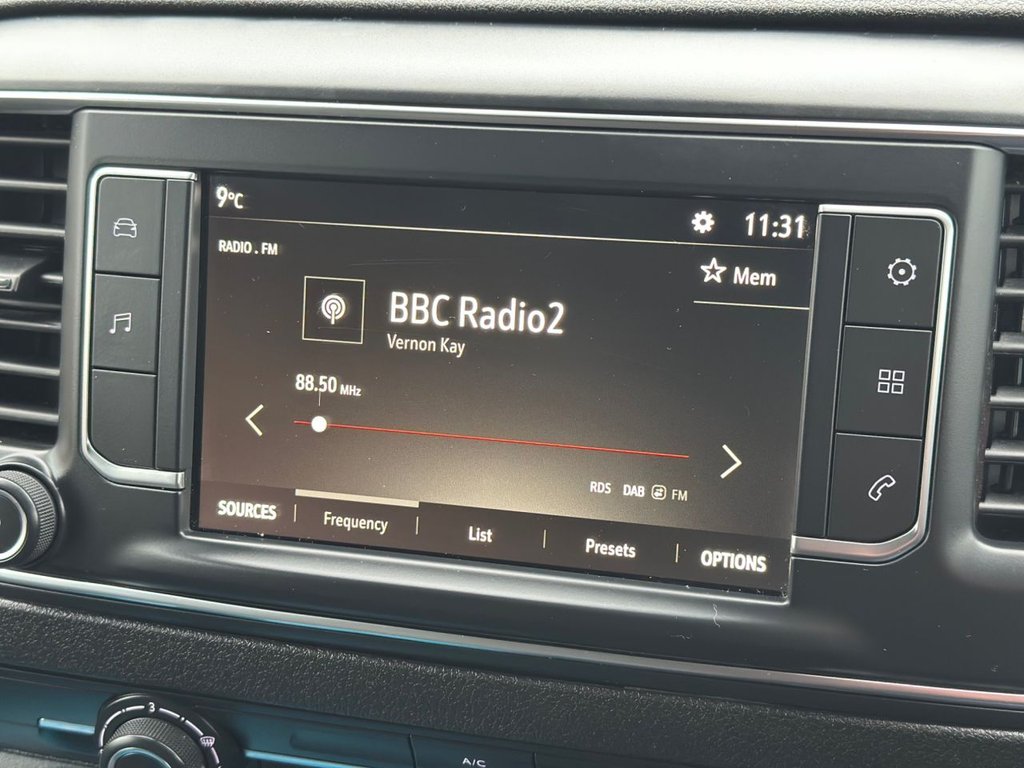 9°C
11:31
RADIO . FM
Mem
BBC Radio2
Vernon Kay
88.50 MHz
RDS DAB FM
SOURCES Frequency List Presets OPTIONS
3
A/C